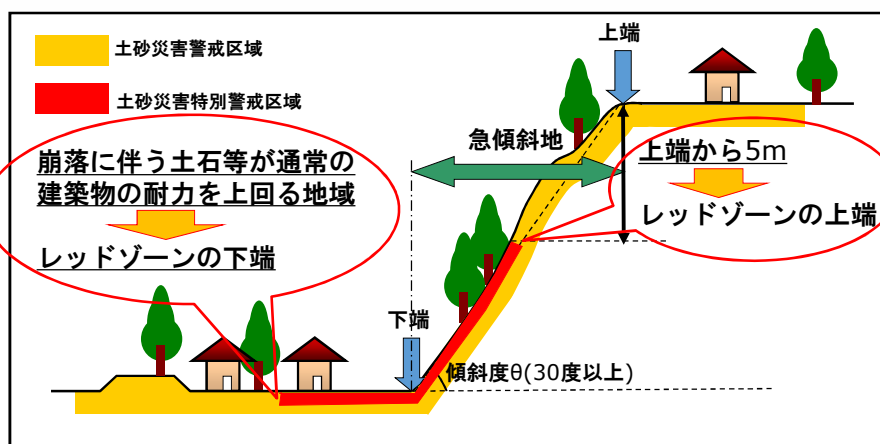 土砂災害警戒区域
土砂災害特別警戒区域
上端
急傾斜地
崩落に伴う土石等が通常の
建築物の耐力を上回る地域
レッドゾーンの下端
上端から5m
レッドゾーンの上端
下端
傾斜度θ(30度以上)